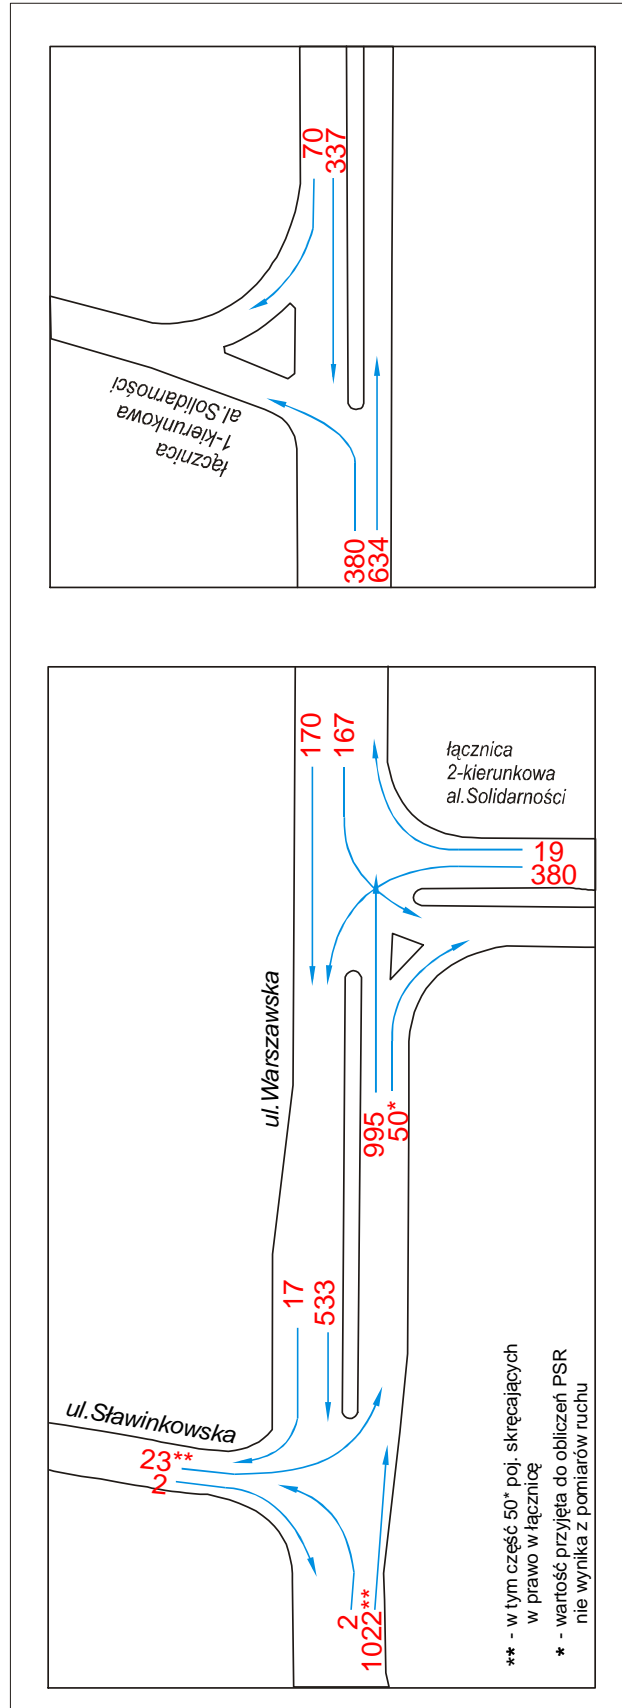 70
337
łącznica
1-kierunkowa
al.Solidarności
380
634
170
167
łącznica
2-kierunkowa
al.Solidarności
19
380
ul.Warszawska
995
50*
17
533
ul.Sławinkowska
23**
2
2
1022**
** - w tym część 50* poj. skręcających
w prawo w łącznicę
* - wartość przyjęta do obliczeń PSR
nie wynika z pomiarów ruchu